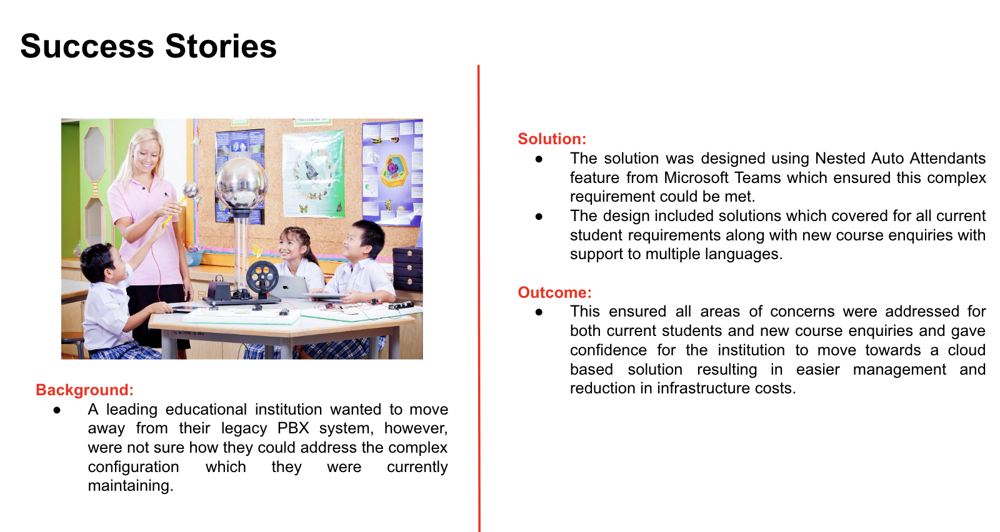 Success Stories
Background:
● A leading educational institution wanted to move
away from their legacy PBX system, however,
were not sure how they could address the complex
configuration which they were currently
maintaining.
Solution:
● The solution was designed using Nested Auto Attendants
feature from Microsoft Teams which ensured this complex
requirement could be met.
● The design included solutions which covered for all current
student requirements along with new course enquiries with
support to multiple languages.
Outcome:
● This ensured all areas of concerns were addressed for
both current students and new course enquiries and gave
confidence for the institution to move towards a cloud
based solution resulting in easier management and
reduction in infrastructure costs.